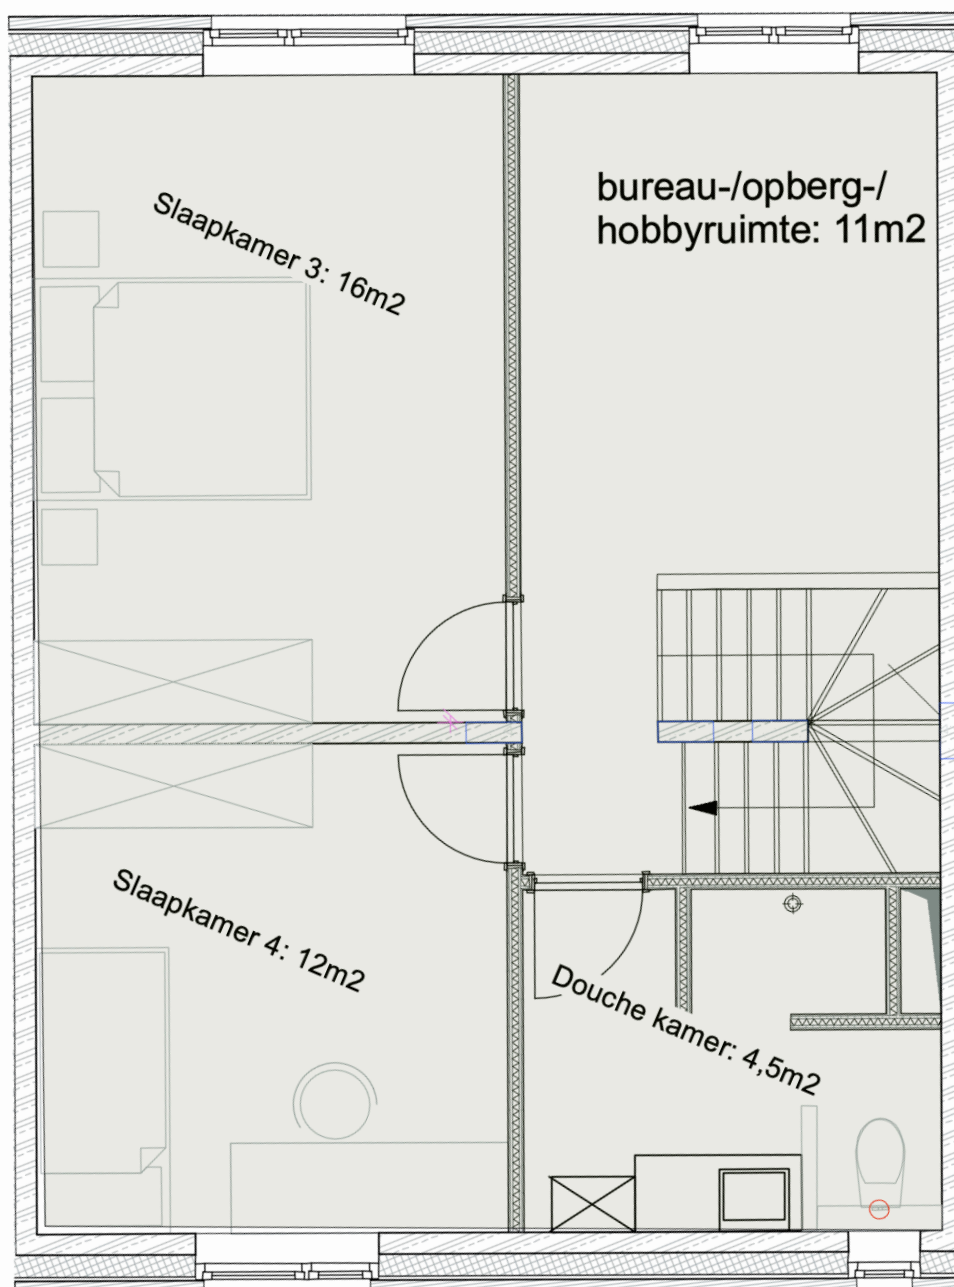 bureau-/opberg-/
hobbyruimte: 11m2
Slaapkamer 3: 16m2
Slaapkamer 4: 12m2
Douche kamer: 4,5m2